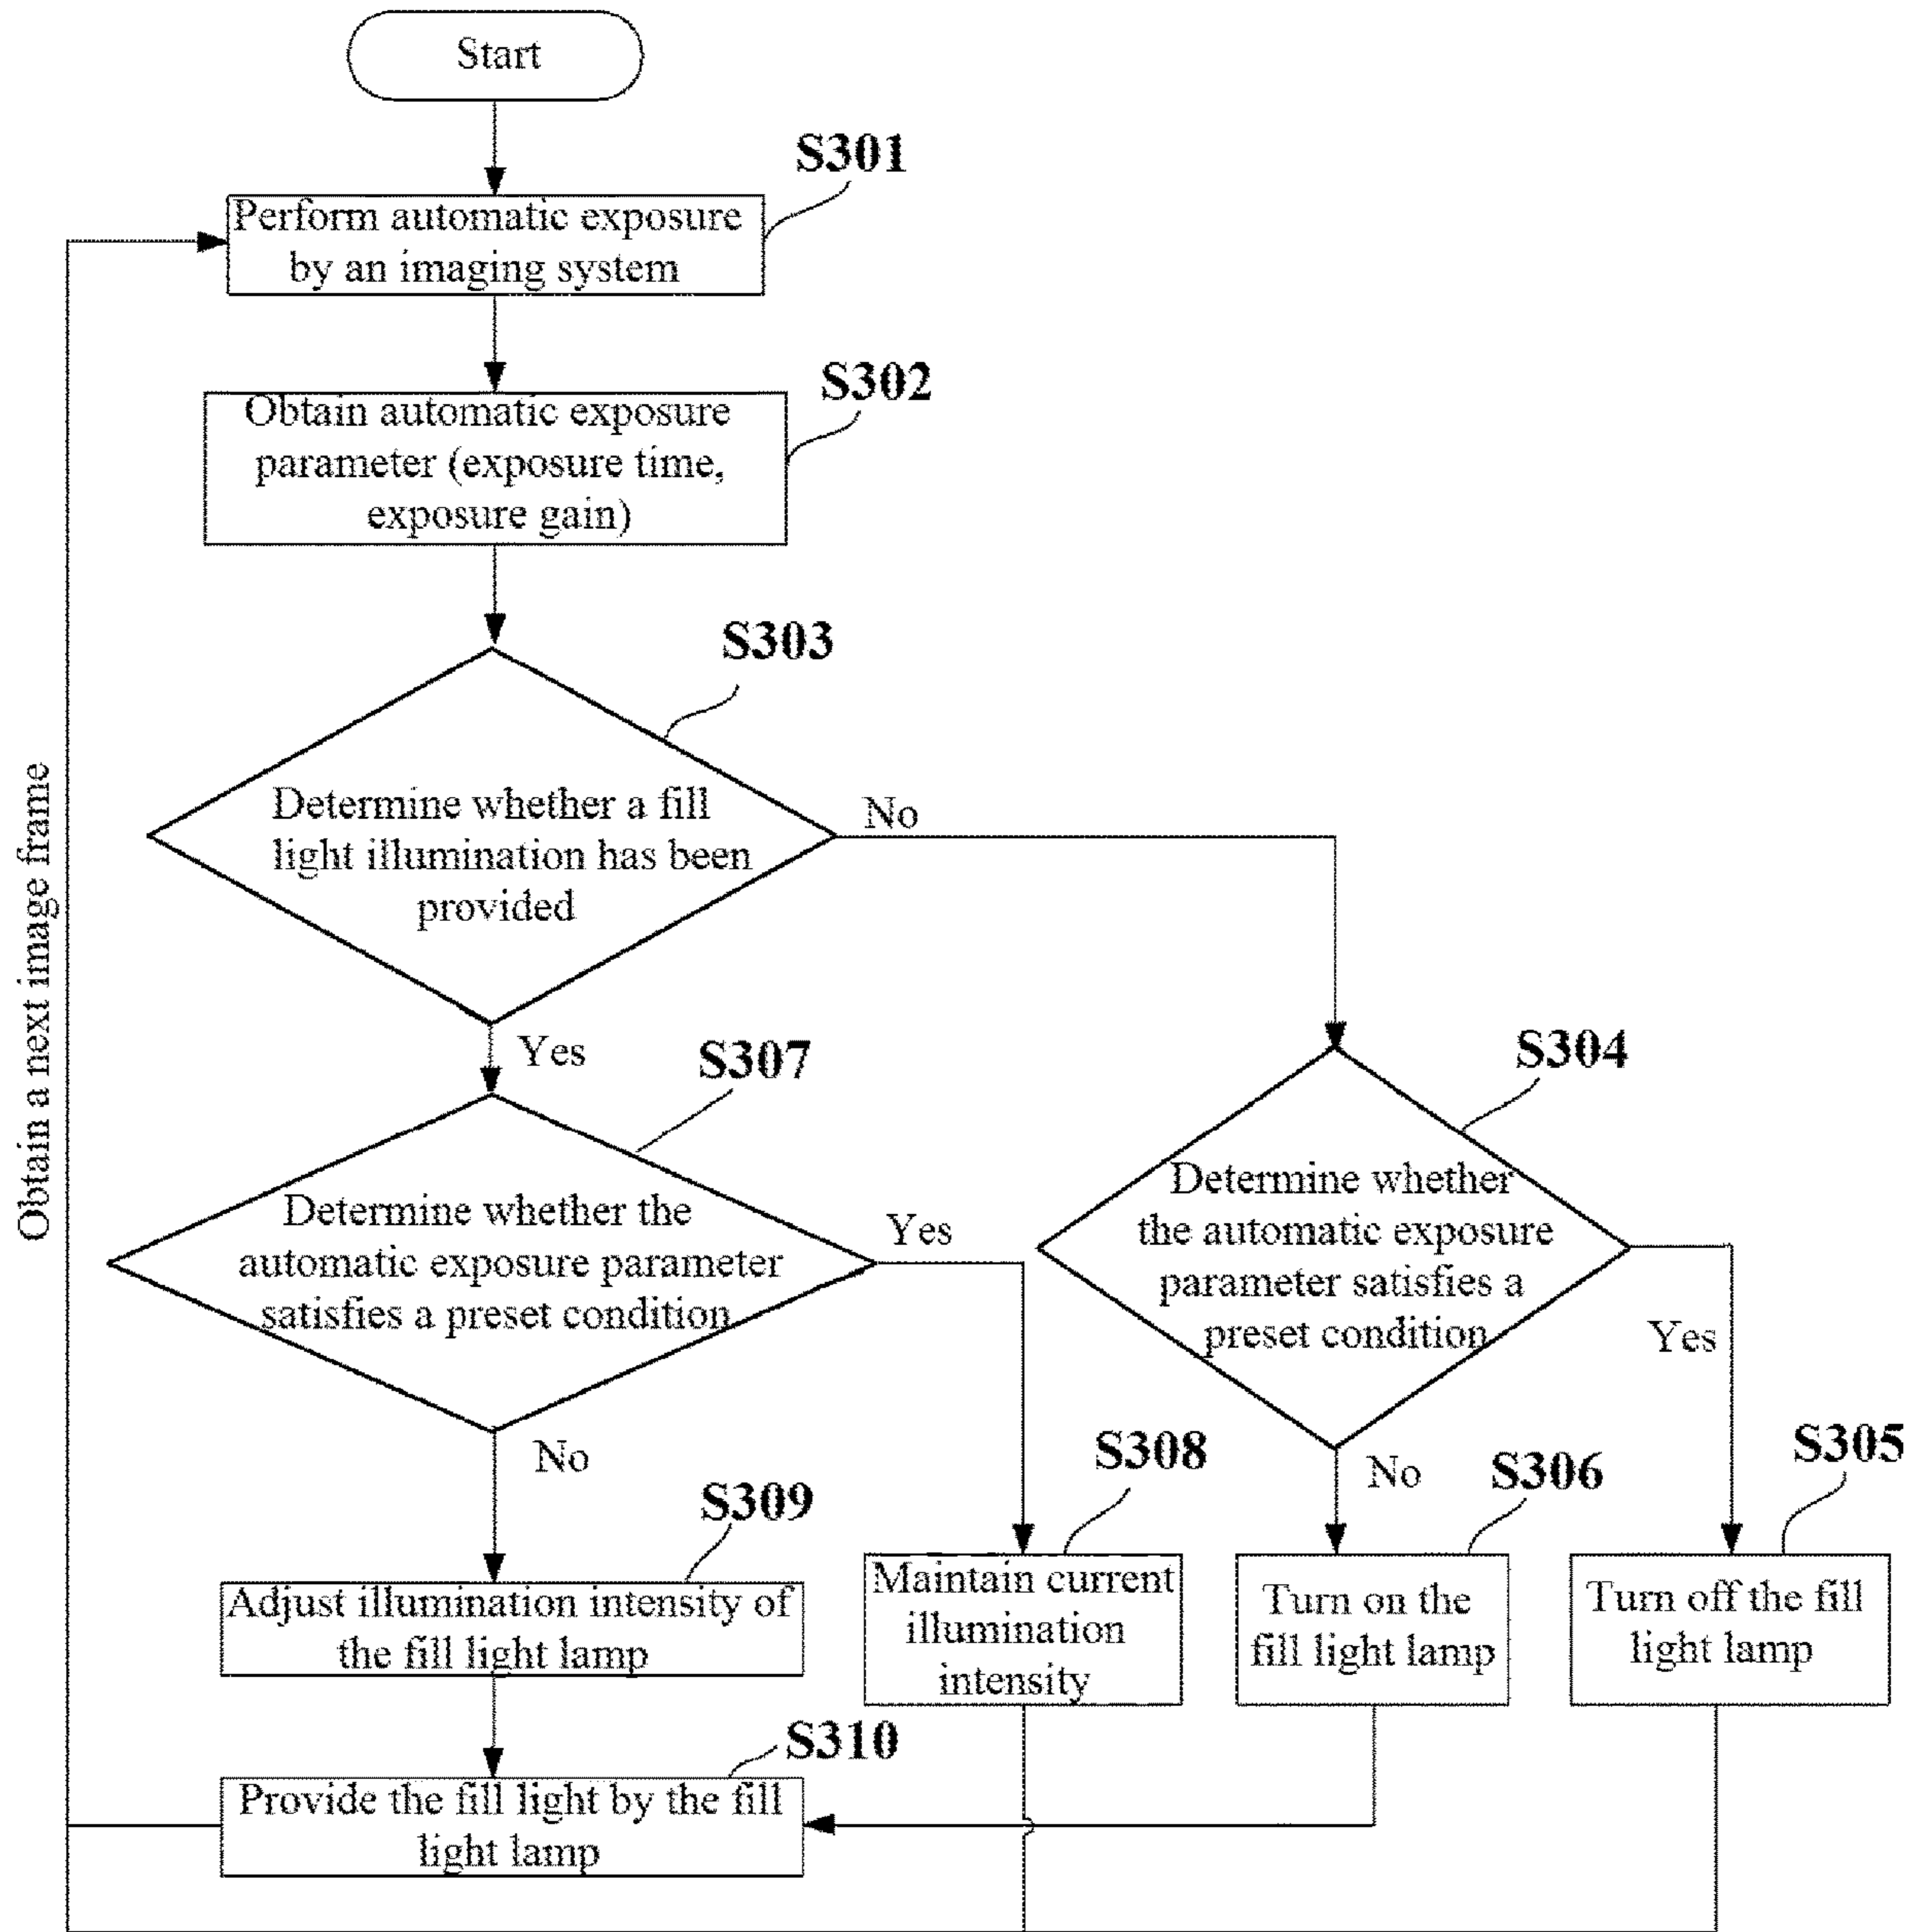 Start
S301
Perform automatic exposure
by an imaging system
S302
Obtain automatic exposure
parameter (exposure time,
exposure gain)
S303
Determine whether a fill
light illumination has been
provided
No
Yes
Obtain a next image frame
S307
Determine whether the
automatic exposure parameter
satisfies a preset condition
Yes
No
S304
Determine whether
the automatic exposure
parameter satisfies a
preset condition
Yes
No
S309
Adjust illumination intensity of
the fill light lamp
S308
Maintain current
illumination
intensity
S306
Turn on the
fill light lamp
S305
Turn off the fill
light lamp
S310
Provide the fill light by the fill
light lamp